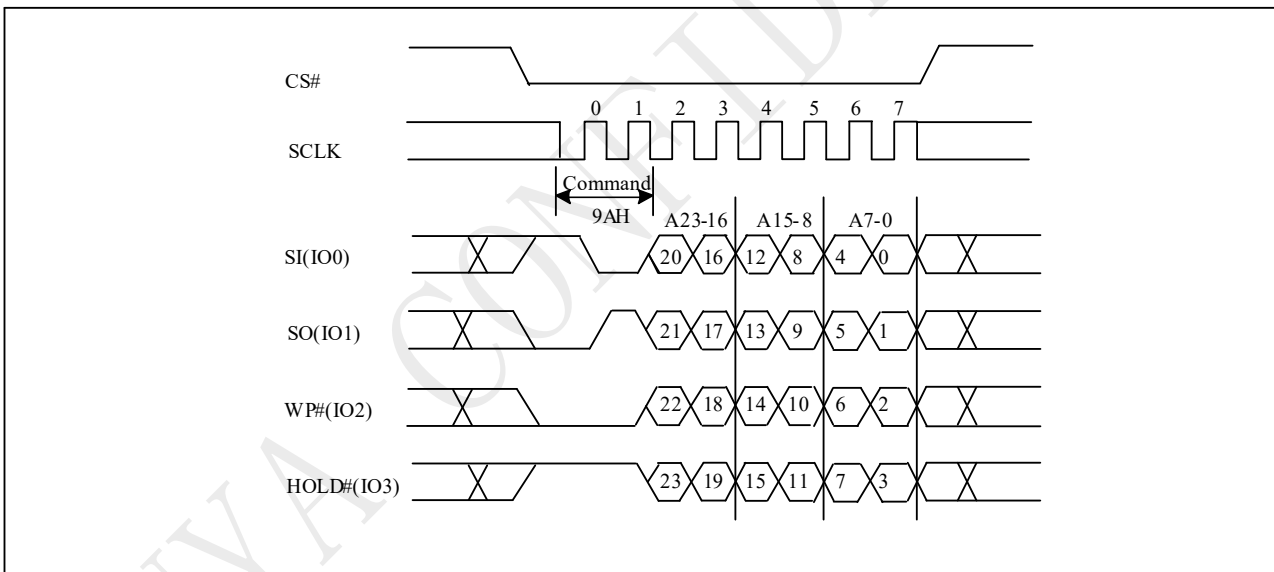 CS#
0 1 2 3 4 5 6 7
SCLK
Command
9AH
A23-16 A15-8 A7-0
SI(IO0)
20 16 12 8 4 0
SO(IO1)
21 17 13 9 5 1
WP#(IO2)
22 18 14 10 6 2
HOLD#(IO3)
23 19 15 11 7 3